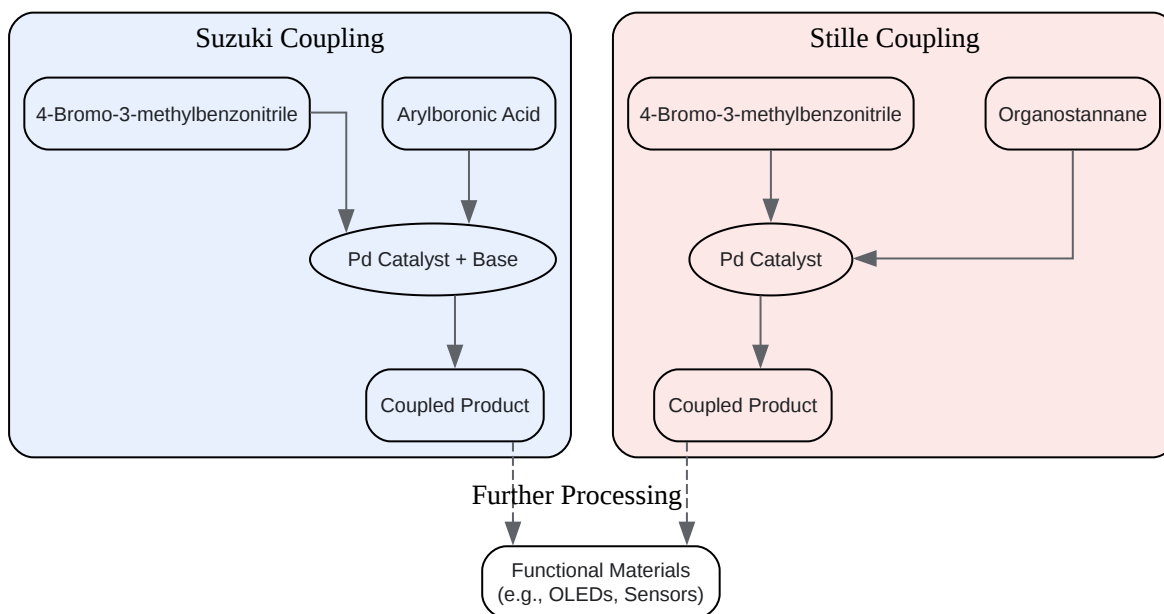 Suzuki Coupling
4-Bromo-3-methylbenzonitrile
Arylboronic Acid
Pd Catalyst + Base
Coupled Product
Stille Coupling
4-Bromo-3-methylbenzonitrile
Organostannane
Pd Catalyst
Coupled Product
Further Processing
Functional Materials
(e.g., OLEDs, Sensors)